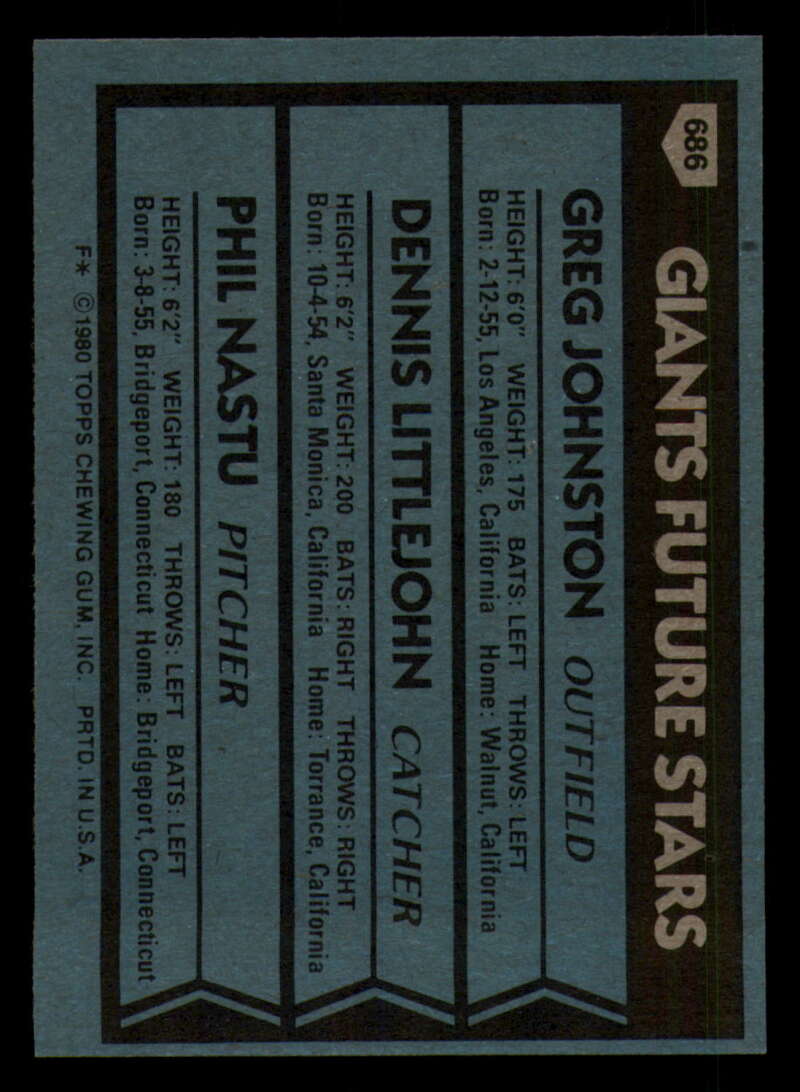 686
GIANTS FUTURE STARS
GREG JOHNSTON OUTFIELD
HEIGHT: 6'0" WEIGHT: 175 BATS: LEFT THROWS: LEFT
Born: 2-12-55, Los Angeles, California Home: Walnut, California
DENNIS LITTLEJOHN CATCHER
HEIGHT: 6'2" WEIGHT: 200 BATS: RIGHT THROWS: RIGHT
Born: 10-4-54, Santa Monica, California Home: Torrance, California
PHIL NASTU PITCHER
HEIGHT: 6'2" WEIGHT: 180 THROWS: LEFT BATS: LEFT
Born: 3-8-55, Bridgeport, Connecticut Home: Bridgeport, Connecticut
F* ©1980 TOPPS CHEWING GUM, INC. PRTD. IN U.S.A.